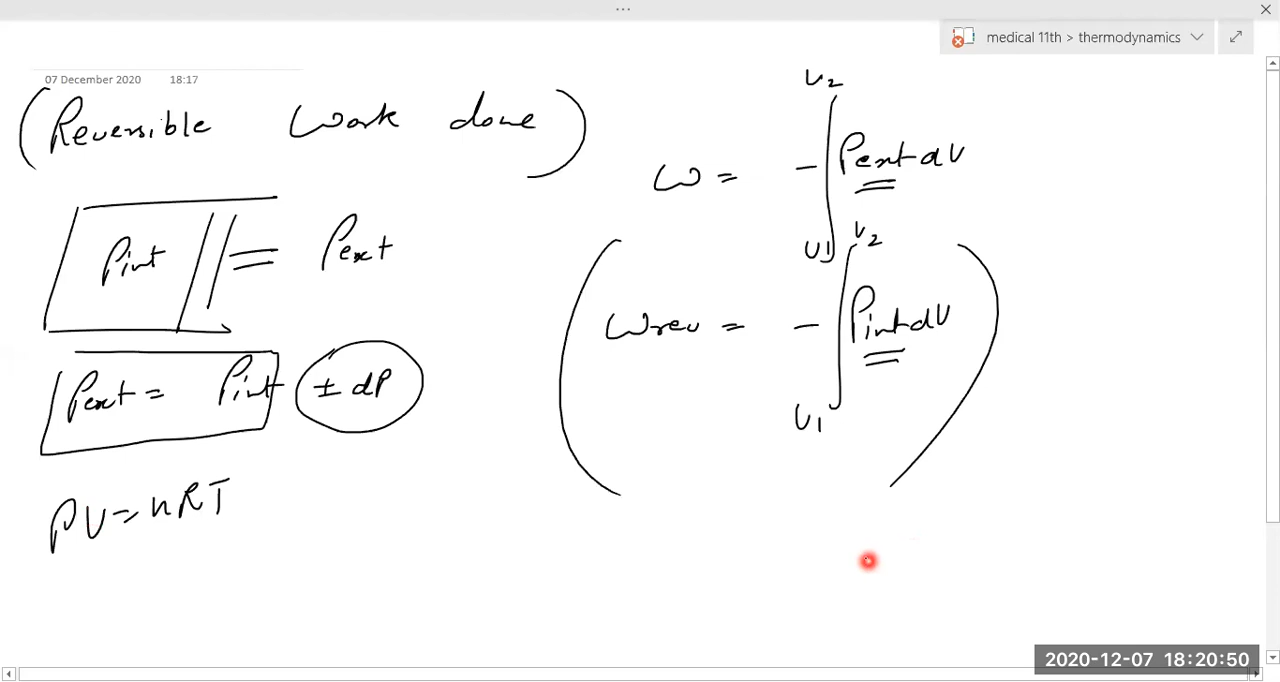 medical 11th > thermodynamics
07 December 2020 18:17
(Reversible Work done)
W = - ∫ Pext dV
V2
V1
Pint = Pext
Wrev = - ∫ Pint dV
V2
V1
Pext = Pint ± dP
PV = nRT
2020-12-07 18:20:50